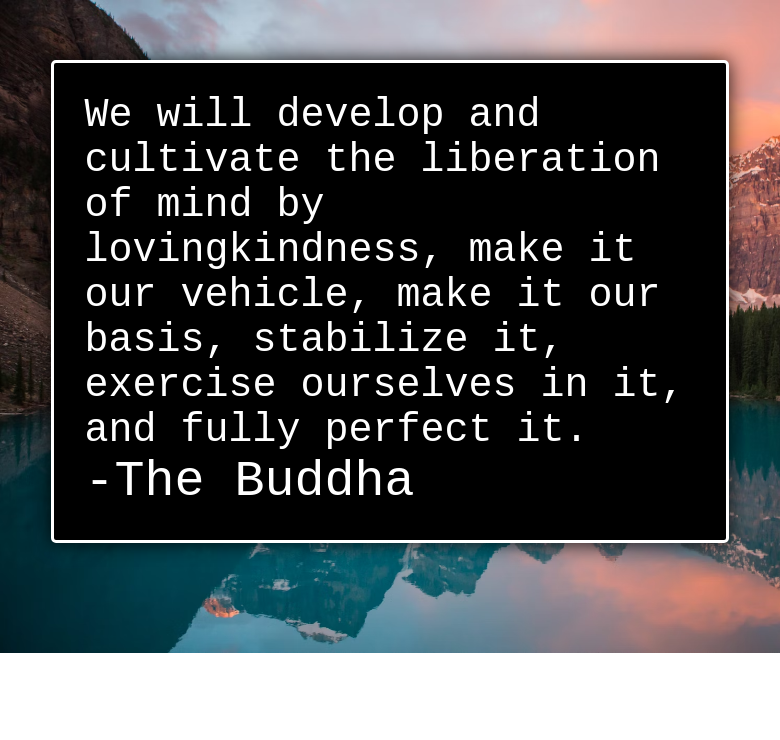 We will develop and
cultivate the liberation
of mind by
lovingkindness, make it
our vehicle, make it our
basis, stabilize it,
exercise ourselves in it,
and fully perfect it.
-The Buddha